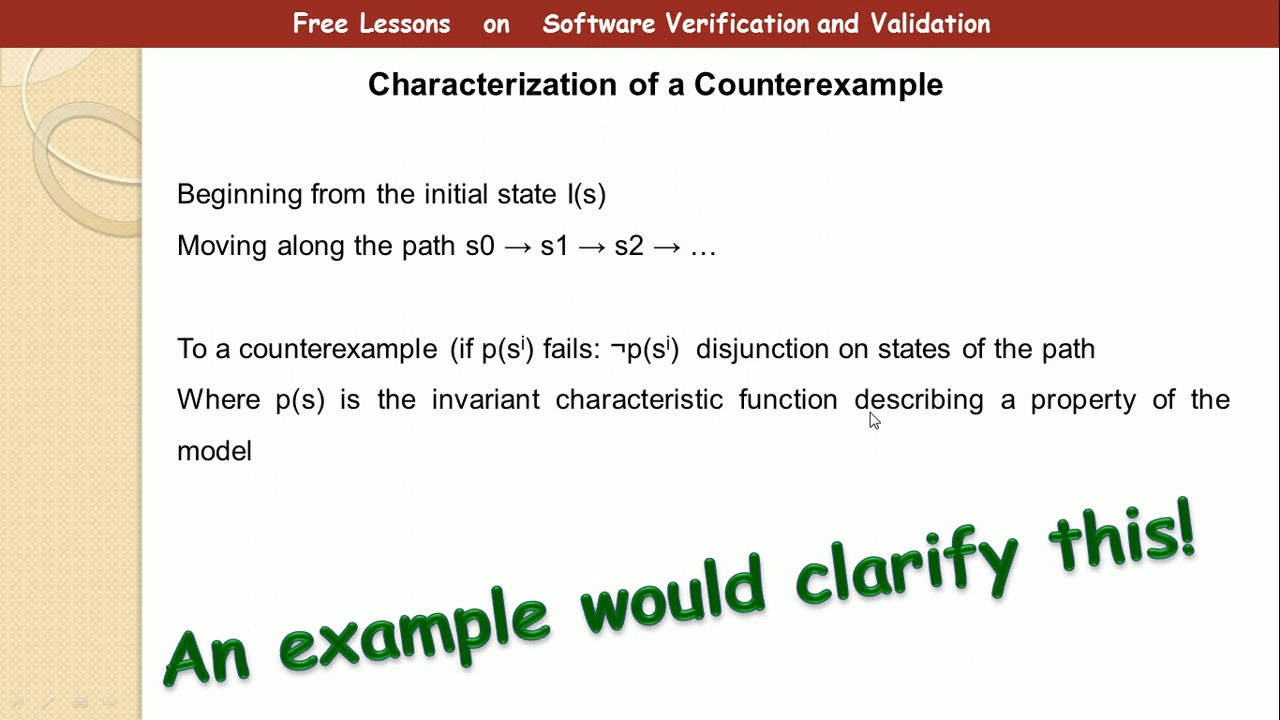 Free Lessons on Software Verification and Validation
Characterization of a Counterexample
Beginning from the initial state I(s)
Moving along the path s0 → s1 → s2 → …
To a counterexample (if p(sⁱ) fails: ¬p(sⁱ) disjunction on states of the path
Where p(s) is the invariant characteristic function describing a property of the
model
An example would clarify this!